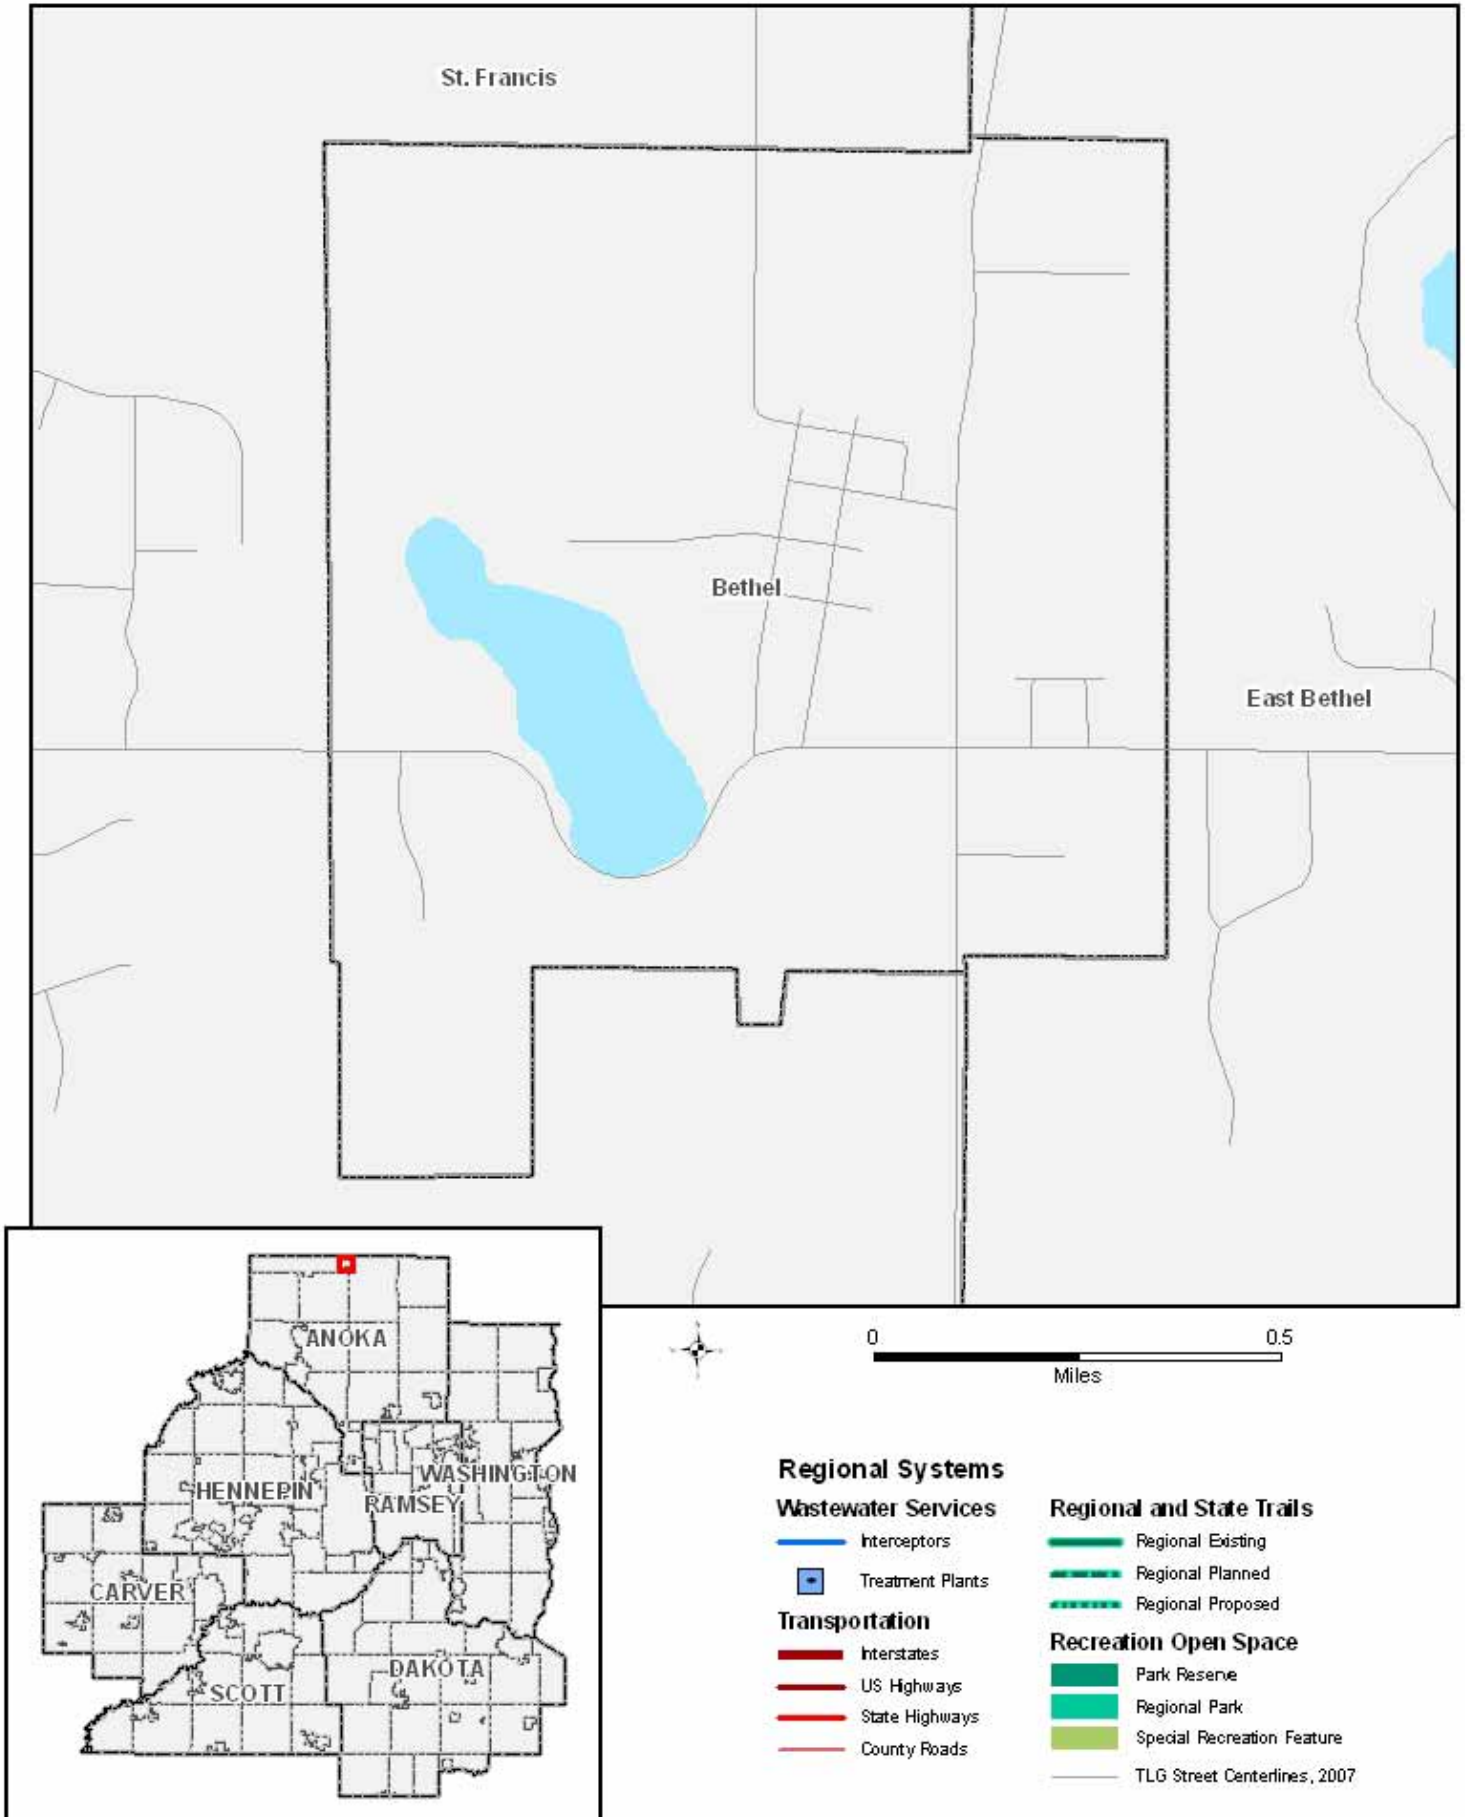 St. Francis
Bethel
East Bethel
ANOKA
HENNEPIN
WASHINGTON
RAMSEY
CARVER
DAKOTA
SCOTT
0 0.5
Miles
Regional Systems
Wastewater Services
Interceptors
Treatment Plants
Transportation
Interstates
US Highways
State Highways
County Roads
Regional and State Trails
Regional Existing
Regional Planned
Regional Proposed
Recreation Open Space
Park Reserve
Regional Park
Special Recreation Feature
TLG Street Centerlines, 2007